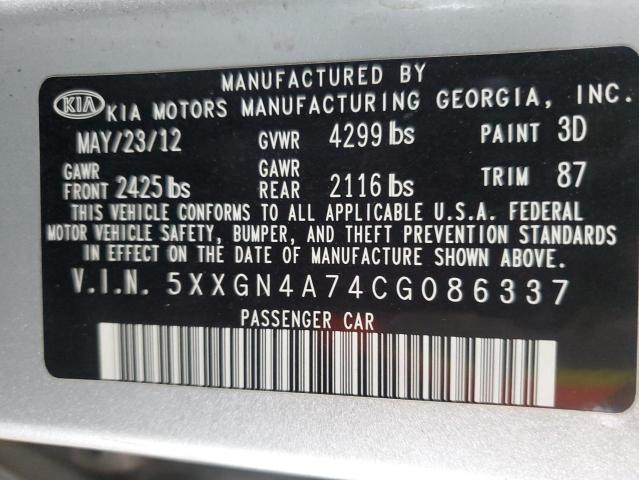 MANUFACTURED BY
KIA KIA MOTORS MANUFACTURING GEORGIA, INC.
MAY/23/12 GVWR 4299 lbs PAINT 3D
GAWR FRONT 2425 lbs GAWR REAR 2116 lbs TRIM 87
THIS VEHICLE CONFORMS TO ALL APPLICABLE U.S.A. FEDERAL
MOTOR VEHICLE SAFETY, BUMPER, AND THEFT PREVENTION STANDARDS
IN EFFECT ON THE DATE OF MANUFACTURE SHOWN ABOVE.
V.I.N. 5XXGN4A74CG086337
PASSENGER CAR